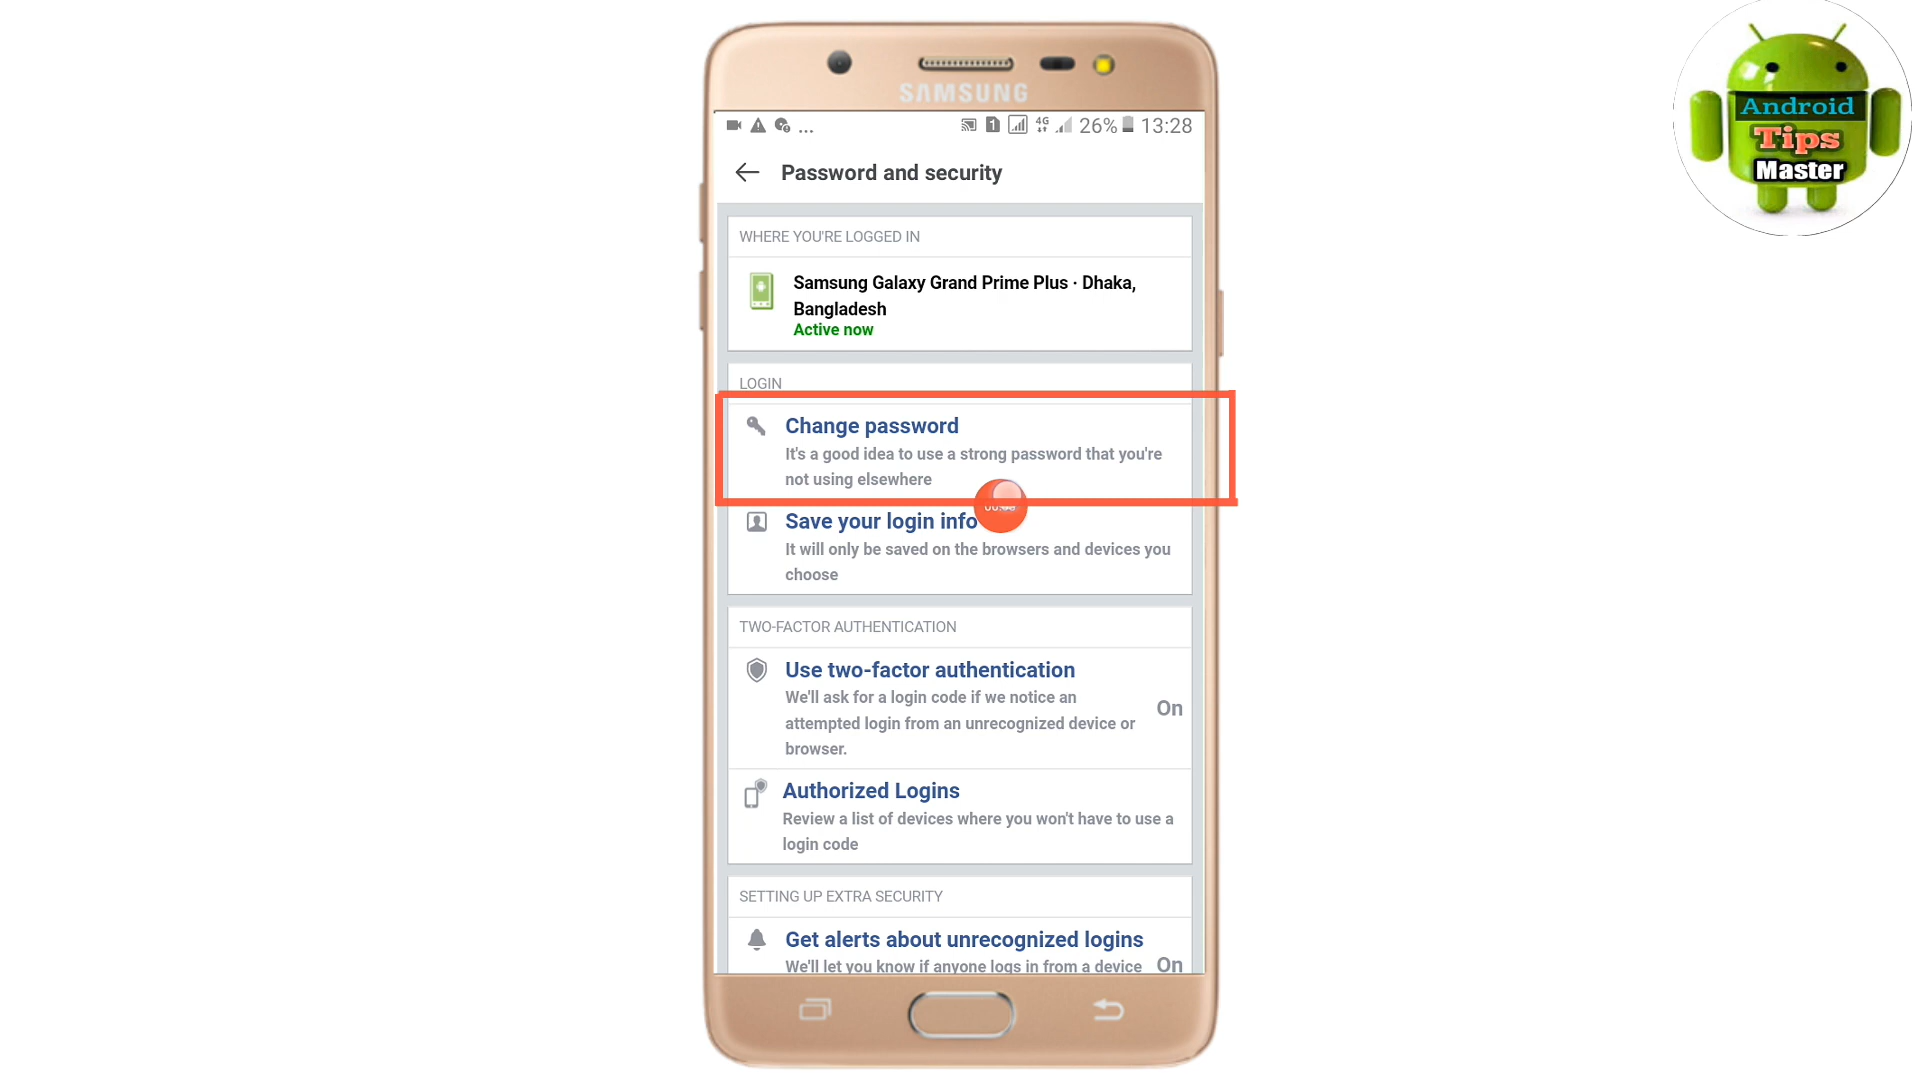 SAMSUNG
...
1
4G
26%
13:28
Password and security
WHERE YOU'RE LOGGED IN
Samsung Galaxy Grand Prime Plus · Dhaka,
Bangladesh
Active now
LOGIN
Change password
It's a good idea to use a strong password that you're
not using elsewhere
Save your login info
It will only be saved on the browsers and devices you
choose
TWO-FACTOR AUTHENTICATION
Use two-factor authentication
We'll ask for a login code if we notice an
attempted login from an unrecognized device or
browser.
On
Authorized Logins
Review a list of devices where you won't have to use a
login code
SETTING UP EXTRA SECURITY
Get alerts about unrecognized logins
We'll let you know if anyone logs in from a device
On
Android
Tips
Master